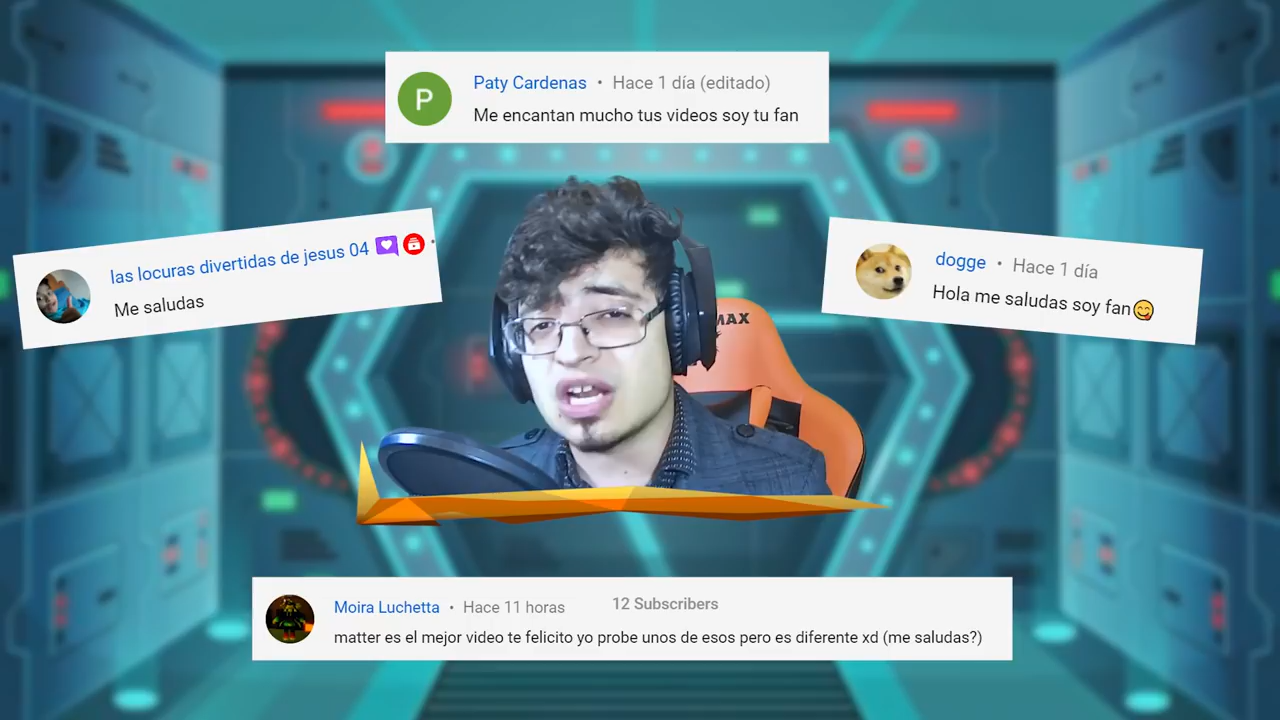 Paty Cardenas • Hace 1 día (editado)
Me encantan mucho tus videos soy tu fan
las locuras divertidas de jesus 04
Me saludas
dogge • Hace 1 día
Hola me saludas soy fan😋
MAX
Moira Luchetta • Hace 11 horas 12 Subscribers
matter es el mejor video te felicito yo probe unos de esos pero es diferente xd (me saludas?)
P